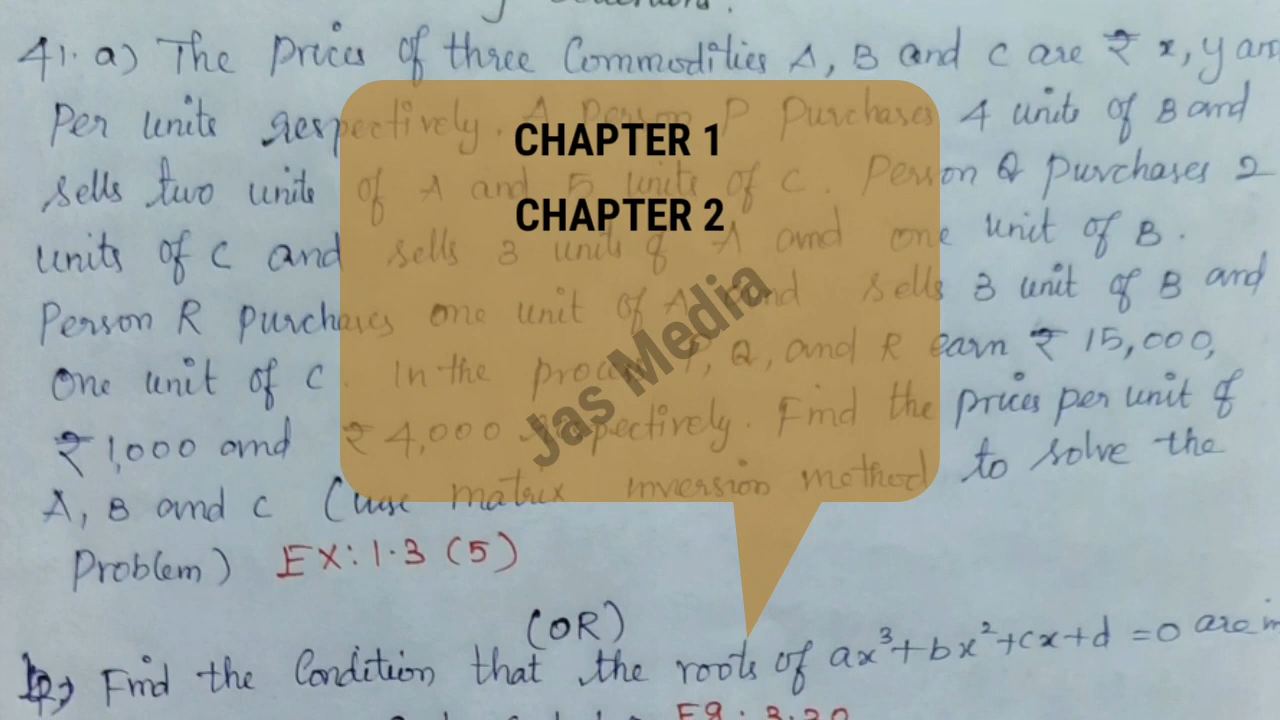 41. a) The prices of three Commodities A, B and C are ₹ x, y an
Per units respectively. A Person P Purchases 4 units of B and
sells two units of A and 5 units of C. Person Q purchases 2
units of C and sells 3 units of A and one unit of B.
Person R purchases one unit of A and sells 3 unit of B and
One unit of C. In the process P, Q, and R earn ₹ 15,000,
₹ 1,000 and ₹ 4,000 respectively. Find the prices per unit of
A, B and C (use matrix inversion method to solve the
Problem) EX: 1.3 (5)
(OR)
b) Find the Condition that the roots of ax³+bx²+cx+d =0 are in
Eg: 3.20
CHAPTER 1
CHAPTER 2
Jas Media